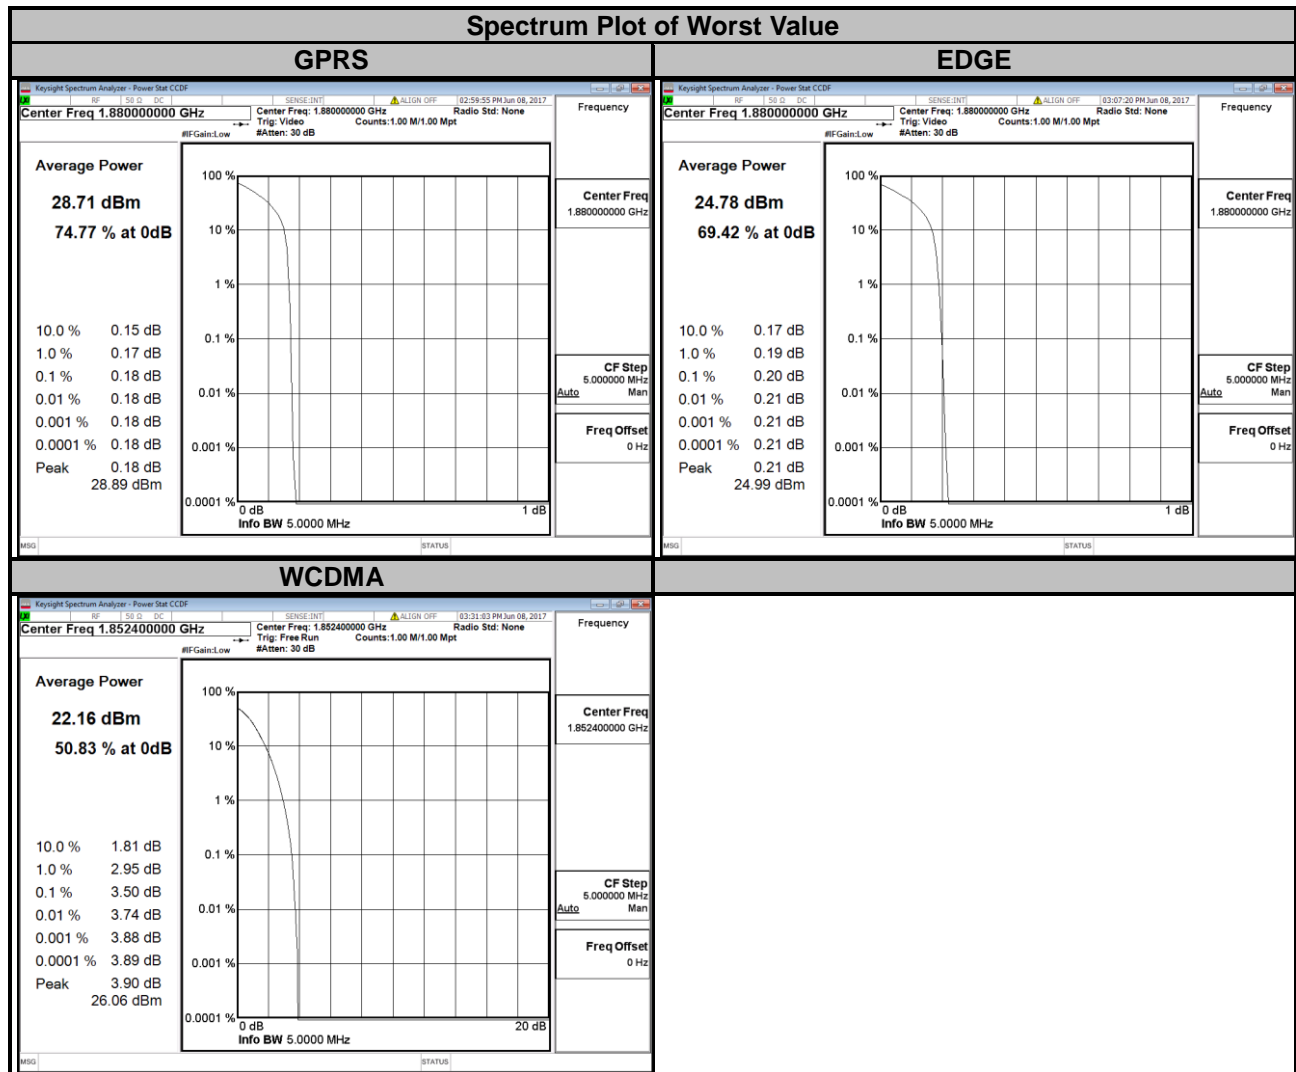 Spectrum Plot of Worst Value
GPRS
EDGE
Keysight Spectrum Analyzer - Power Stat CCDF
RF 50 Ω DC SENSE:INT ALIGN OFF 02:59:55 PM Jun 08, 2017
Center Freq 1.880000000 GHz
Center Freq: 1.880000000 GHz Radio Std: None
Trig: Video Counts:1.00 M/1.00 Mpt
#IFGain:Low #Atten: 30 dB
Frequency
Average Power
28.71 dBm
74.77 % at 0dB
10.0 % 0.15 dB
1.0 % 0.17 dB
0.1 % 0.18 dB
0.01 % 0.18 dB
0.001 % 0.18 dB
0.0001 % 0.18 dB
Peak 0.18 dB
28.89 dBm
100 %
10 %
1 %
0.1 %
0.01 %
0.001 %
0.0001 %
0 dB 1 dB
Info BW 5.0000 MHz
Center Freq
1.880000000 GHz
CF Step
5.000000 MHz
Auto Man
Freq Offset
0 Hz
MSG STATUS
Keysight Spectrum Analyzer - Power Stat CCDF
RF 50 Ω DC SENSE:INT ALIGN OFF 03:07:20 PM Jun 08, 2017
Center Freq 1.880000000 GHz
Center Freq: 1.880000000 GHz Radio Std: None
Trig: Video Counts:1.00 M/1.00 Mpt
#IFGain:Low #Atten: 30 dB
Frequency
Average Power
24.78 dBm
69.42 % at 0dB
10.0 % 0.17 dB
1.0 % 0.19 dB
0.1 % 0.20 dB
0.01 % 0.21 dB
0.001 % 0.21 dB
0.0001 % 0.21 dB
Peak 0.21 dB
24.99 dBm
100 %
10 %
1 %
0.1 %
0.01 %
0.001 %
0.0001 %
0 dB 1 dB
Info BW 5.0000 MHz
Center Freq
1.880000000 GHz
CF Step
5.000000 MHz
Auto Man
Freq Offset
0 Hz
MSG STATUS
WCDMA
Keysight Spectrum Analyzer - Power Stat CCDF
RF 50 Ω DC SENSE:INT ALIGN OFF 03:31:03 PM Jun 08, 2017
Center Freq 1.852400000 GHz
Center Freq: 1.852400000 GHz Radio Std: None
Trig: Free Run Counts:1.00 M/1.00 Mpt
#IFGain:Low #Atten: 30 dB
Frequency
Average Power
22.16 dBm
50.83 % at 0dB
10.0 % 1.81 dB
1.0 % 2.95 dB
0.1 % 3.50 dB
0.01 % 3.74 dB
0.001 % 3.88 dB
0.0001 % 3.89 dB
Peak 3.90 dB
26.06 dBm
100 %
10 %
1 %
0.1 %
0.01 %
0.001 %
0.0001 %
0 dB 20 dB
Info BW 5.0000 MHz
Center Freq
1.852400000 GHz
CF Step
5.000000 MHz
Auto Man
Freq Offset
0 Hz
MSG STATUS